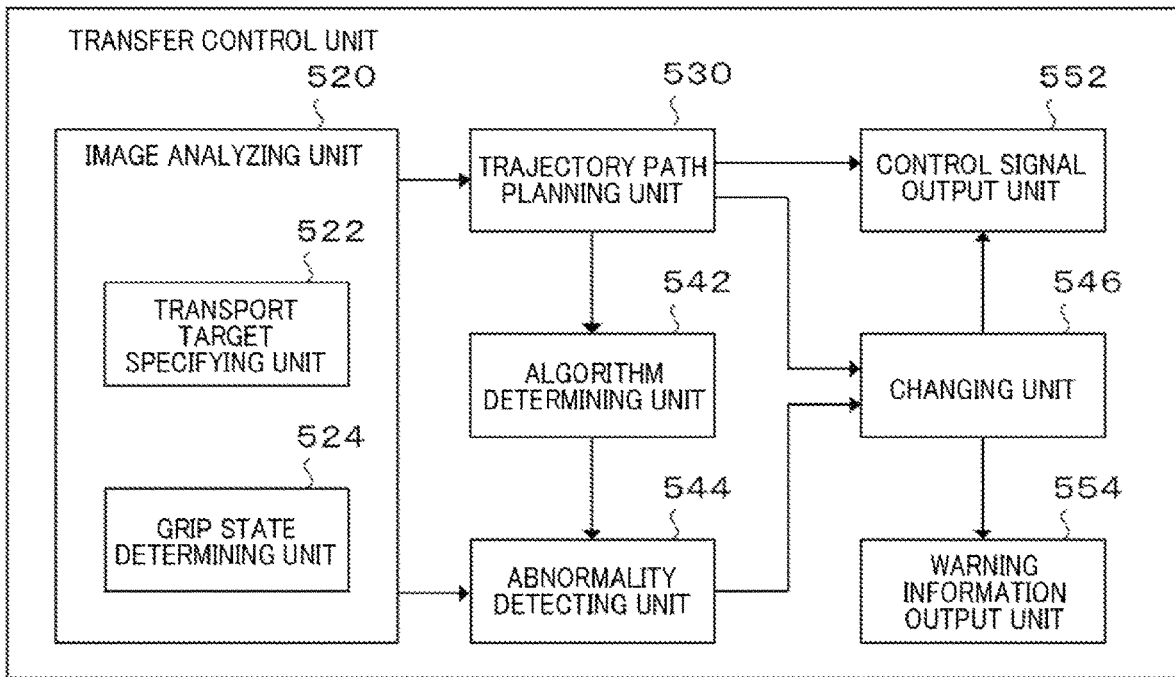 TRANSFER CONTROL UNIT
520
IMAGE ANALYZING UNIT
522
TRANSPORT
TARGET
SPECIFYING UNIT
524
GRIP STATE
DETERMINING UNIT
530
TRAJECTORY PATH
PLANNING UNIT
542
ALGORITHM
DETERMINING UNIT
544
ABNORMALITY
DETECTING UNIT
552
CONTROL SIGNAL
OUTPUT UNIT
546
CHANGING UNIT
554
WARNING
INFORMATION
OUTPUT UNIT